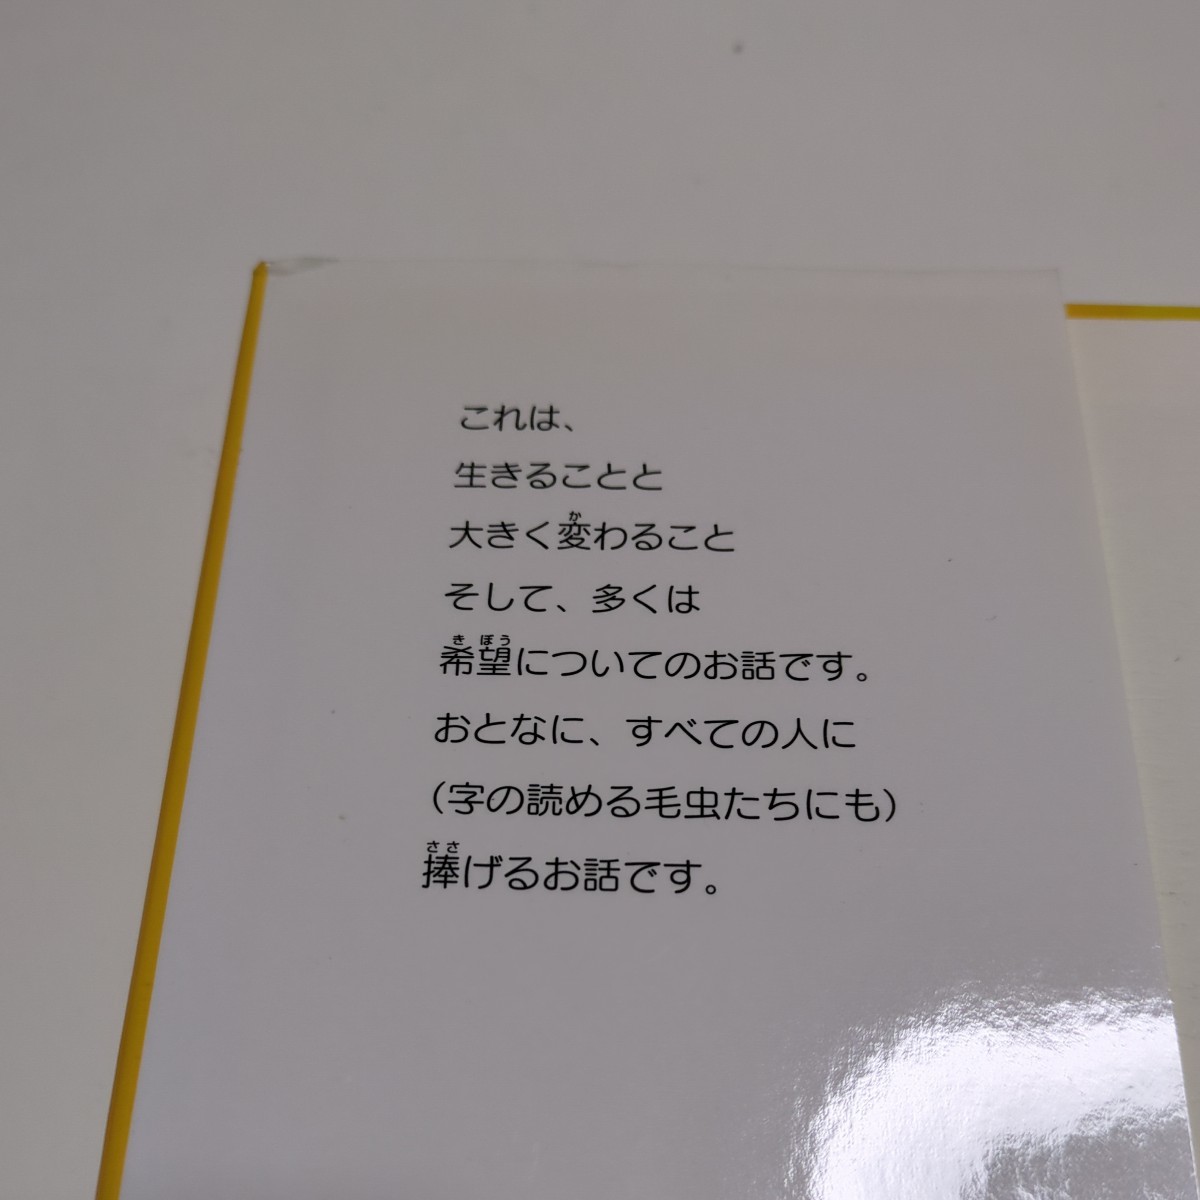 これは、
生きることと
大きく変わること
そして、多くは
希望についてのお話です。
おとなに、すべての人に
(字の読める毛虫たちにも)
捧げるお話です。